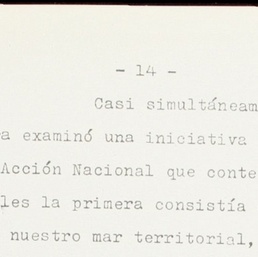 - 14 -
Casi simultáneam
a examinó una iniciativa
Acción Nacional que conte
les la primera consistía
nuestro mar territorial,